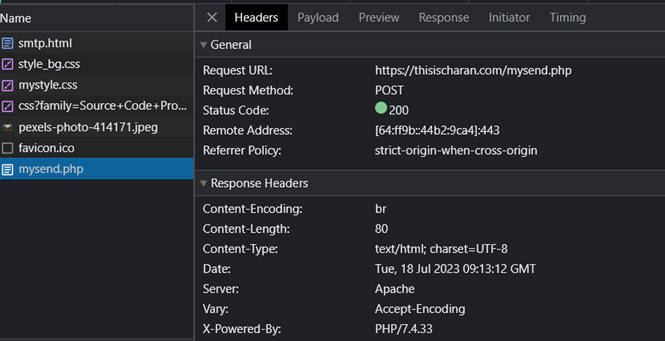 Name
smtp.html
style_bg.css
mystyle.css
css?family=Source+Code+Pro...
pexels-photo-414171.jpeg
favicon.ico
mysend.php
Headers Payload Preview Response Initiator Timing
General
Request URL: https://thisischaran.com/mysend.php
Request Method: POST
Status Code: 200
Remote Address: [64:ff9b::44b2:9ca4]:443
Referrer Policy: strict-origin-when-cross-origin
Response Headers
Content-Encoding: br
Content-Length: 80
Content-Type: text/html; charset=UTF-8
Date: Tue, 18 Jul 2023 09:13:12 GMT
Server: Apache
Vary: Accept-Encoding
X-Powered-By: PHP/7.4.33